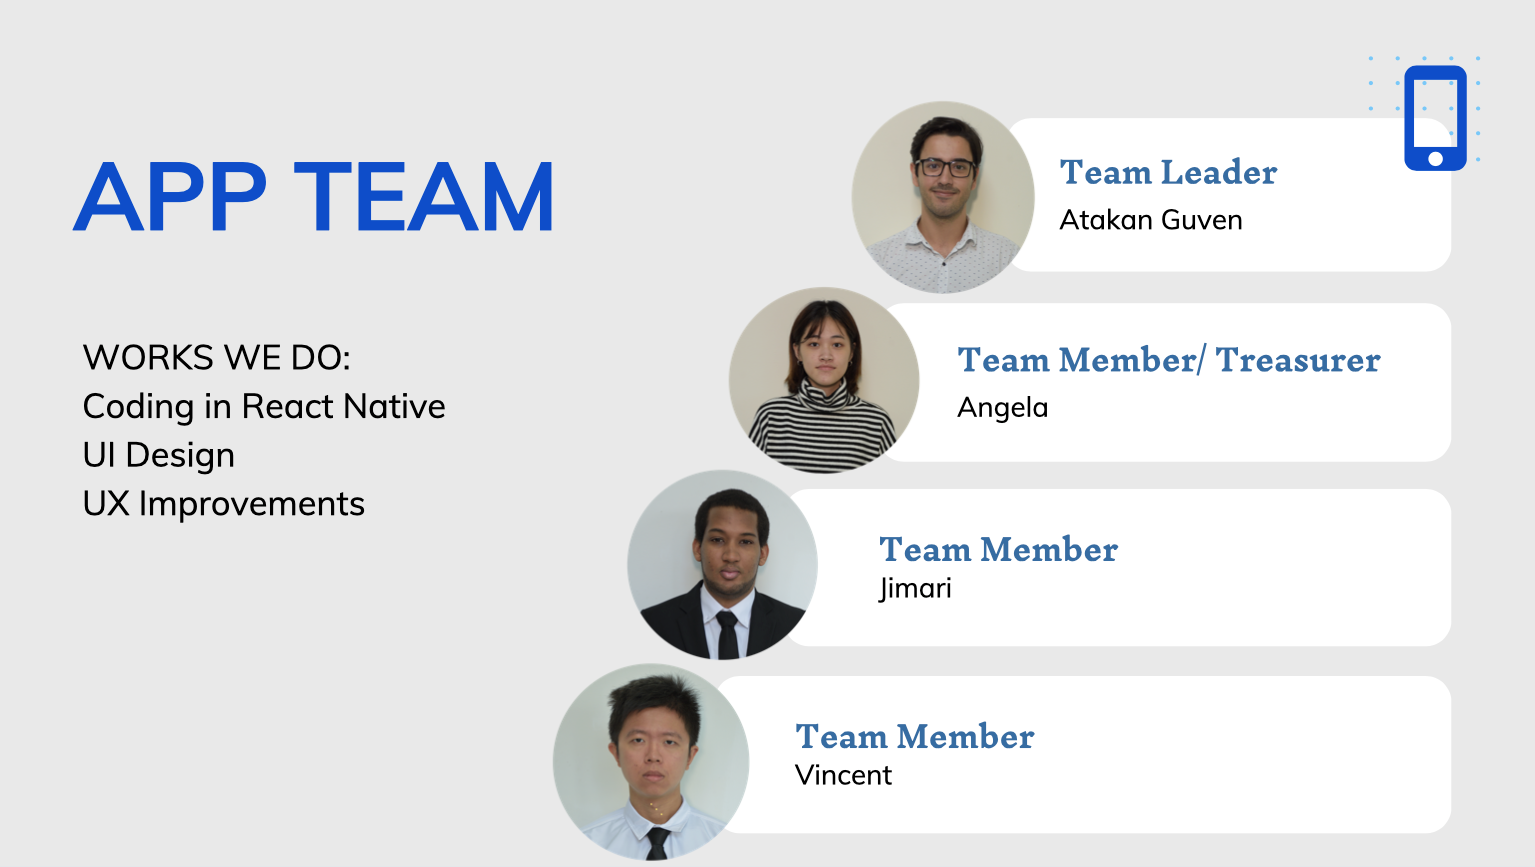 APP TEAM
WORKS WE DO:
Coding in React Native
UI Design
UX Improvements
Team Leader
Atakan Guven
Team Member/ Treasurer
Angela
Team Member
Jimari
Team Member
Vincent